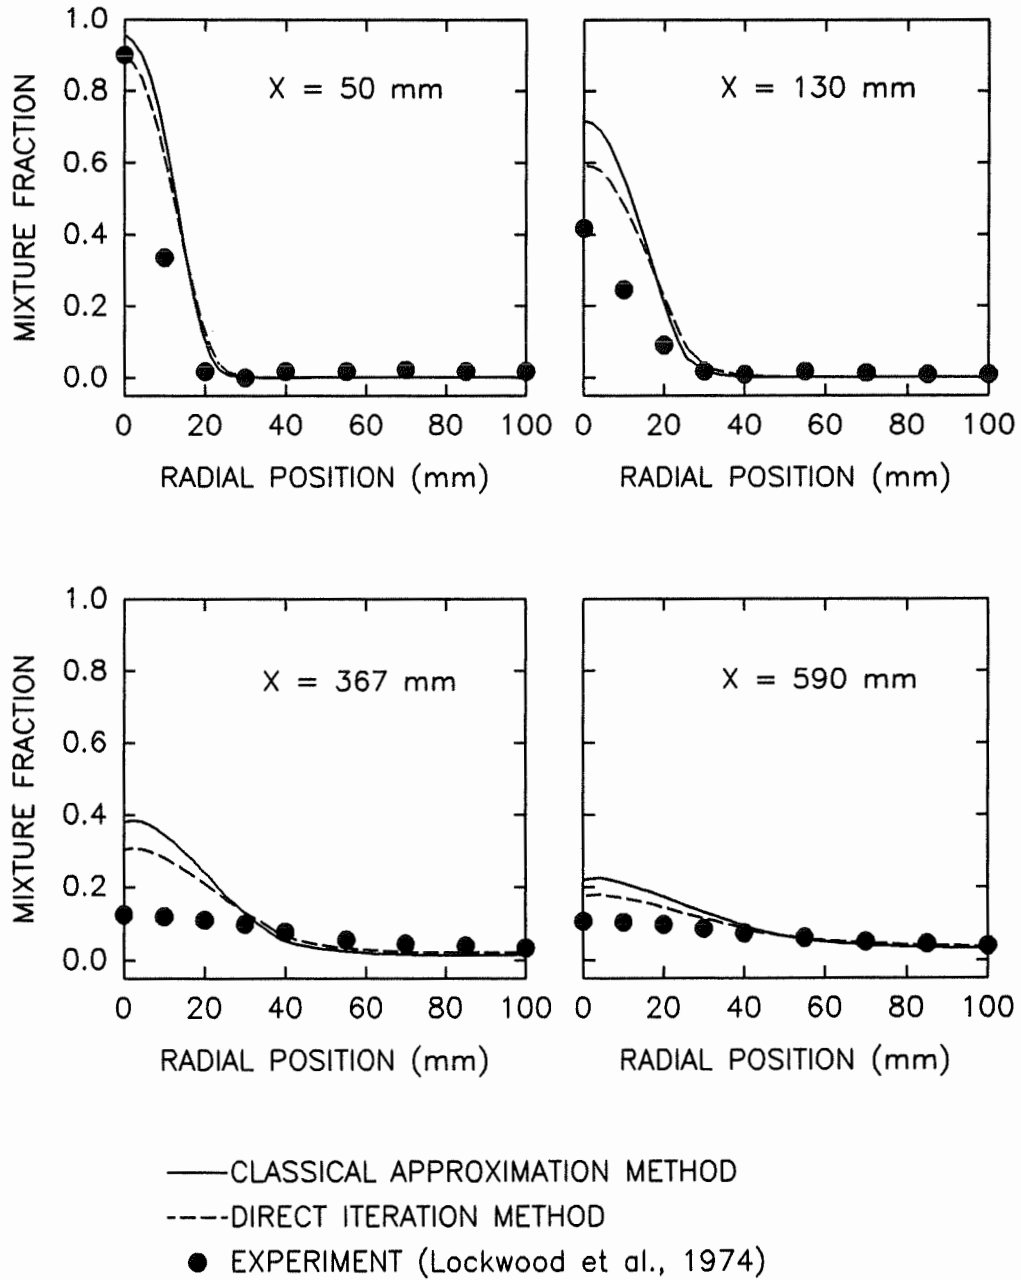 1.0
0.8
0.6
0.4
0.2
0.0
MIXTURE FRACTION
X = 50 mm
0 20 40 60 80 100
RADIAL POSITION (mm)
X = 130 mm
0 20 40 60 80 100
RADIAL POSITION (mm)
1.0
0.8
0.6
0.4
0.2
0.0
MIXTURE FRACTION
X = 367 mm
0 20 40 60 80 100
RADIAL POSITION (mm)
X = 590 mm
0 20 40 60 80 100
RADIAL POSITION (mm)
CLASSICAL APPROXIMATION METHOD
DIRECT ITERATION METHOD
EXPERIMENT (Lockwood et al., 1974)